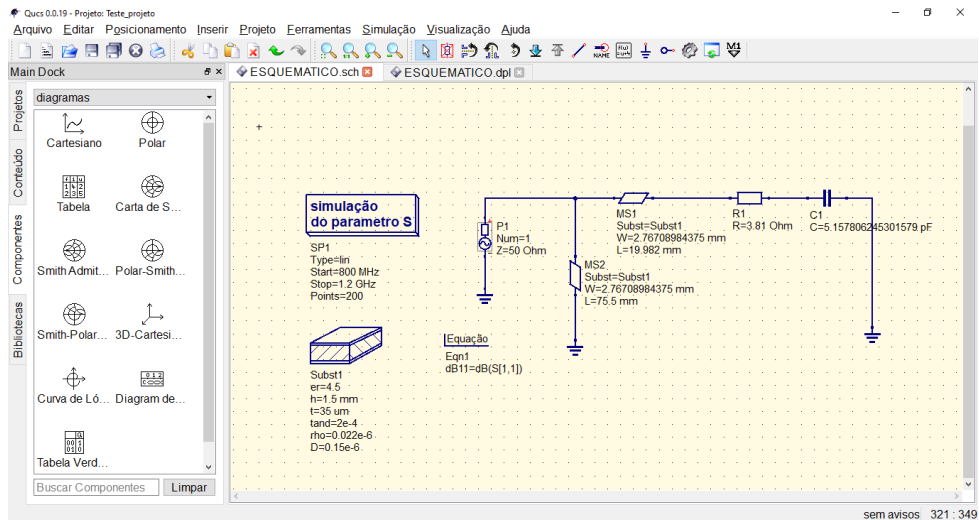 Qucs 0.0.19 - Projeto: Teste_projeto
Arquivo Editar Posicionamento Inserir Projeto Ferramentas Simulação Visualização Ajuda
NAME
M1
Main Dock
ESQUEMATICO.sch
ESQUEMATICO.dpl
Projetos
Conteúdo
Componentes
Bibliotecas
diagramas
Cartesiano
Polar
Tabela
Carta de S...
Smith Admit...
Polar-Smith...
Smith-Polar...
3D-Cartesi...
Curva de Ló...
Diagram de...
Tabela Verd...
Buscar Componentes
Limpar
simulação
do parametro S
SP1
Type=lin
Start=800 MHz
Stop=1.2 GHz
Points=200
Subst1
er=4.5
h=1.5 mm
t=35 um
tand=2e-4
rho=0.022e-6
D=0.15e-6
Equação
Eqn1
dB11=dB(S[1,1])
P1
Num=1
Z=50 Ohm
MS1
Subst=Subst1
W=2.76708984375 mm
L=19.982 mm
MS2
Subst=Subst1
W=2.76708984375 mm
L=75.5 mm
R1
R=3.81 Ohm
C1
C=5.157806245301579 pF
sem avisos 321 : 349